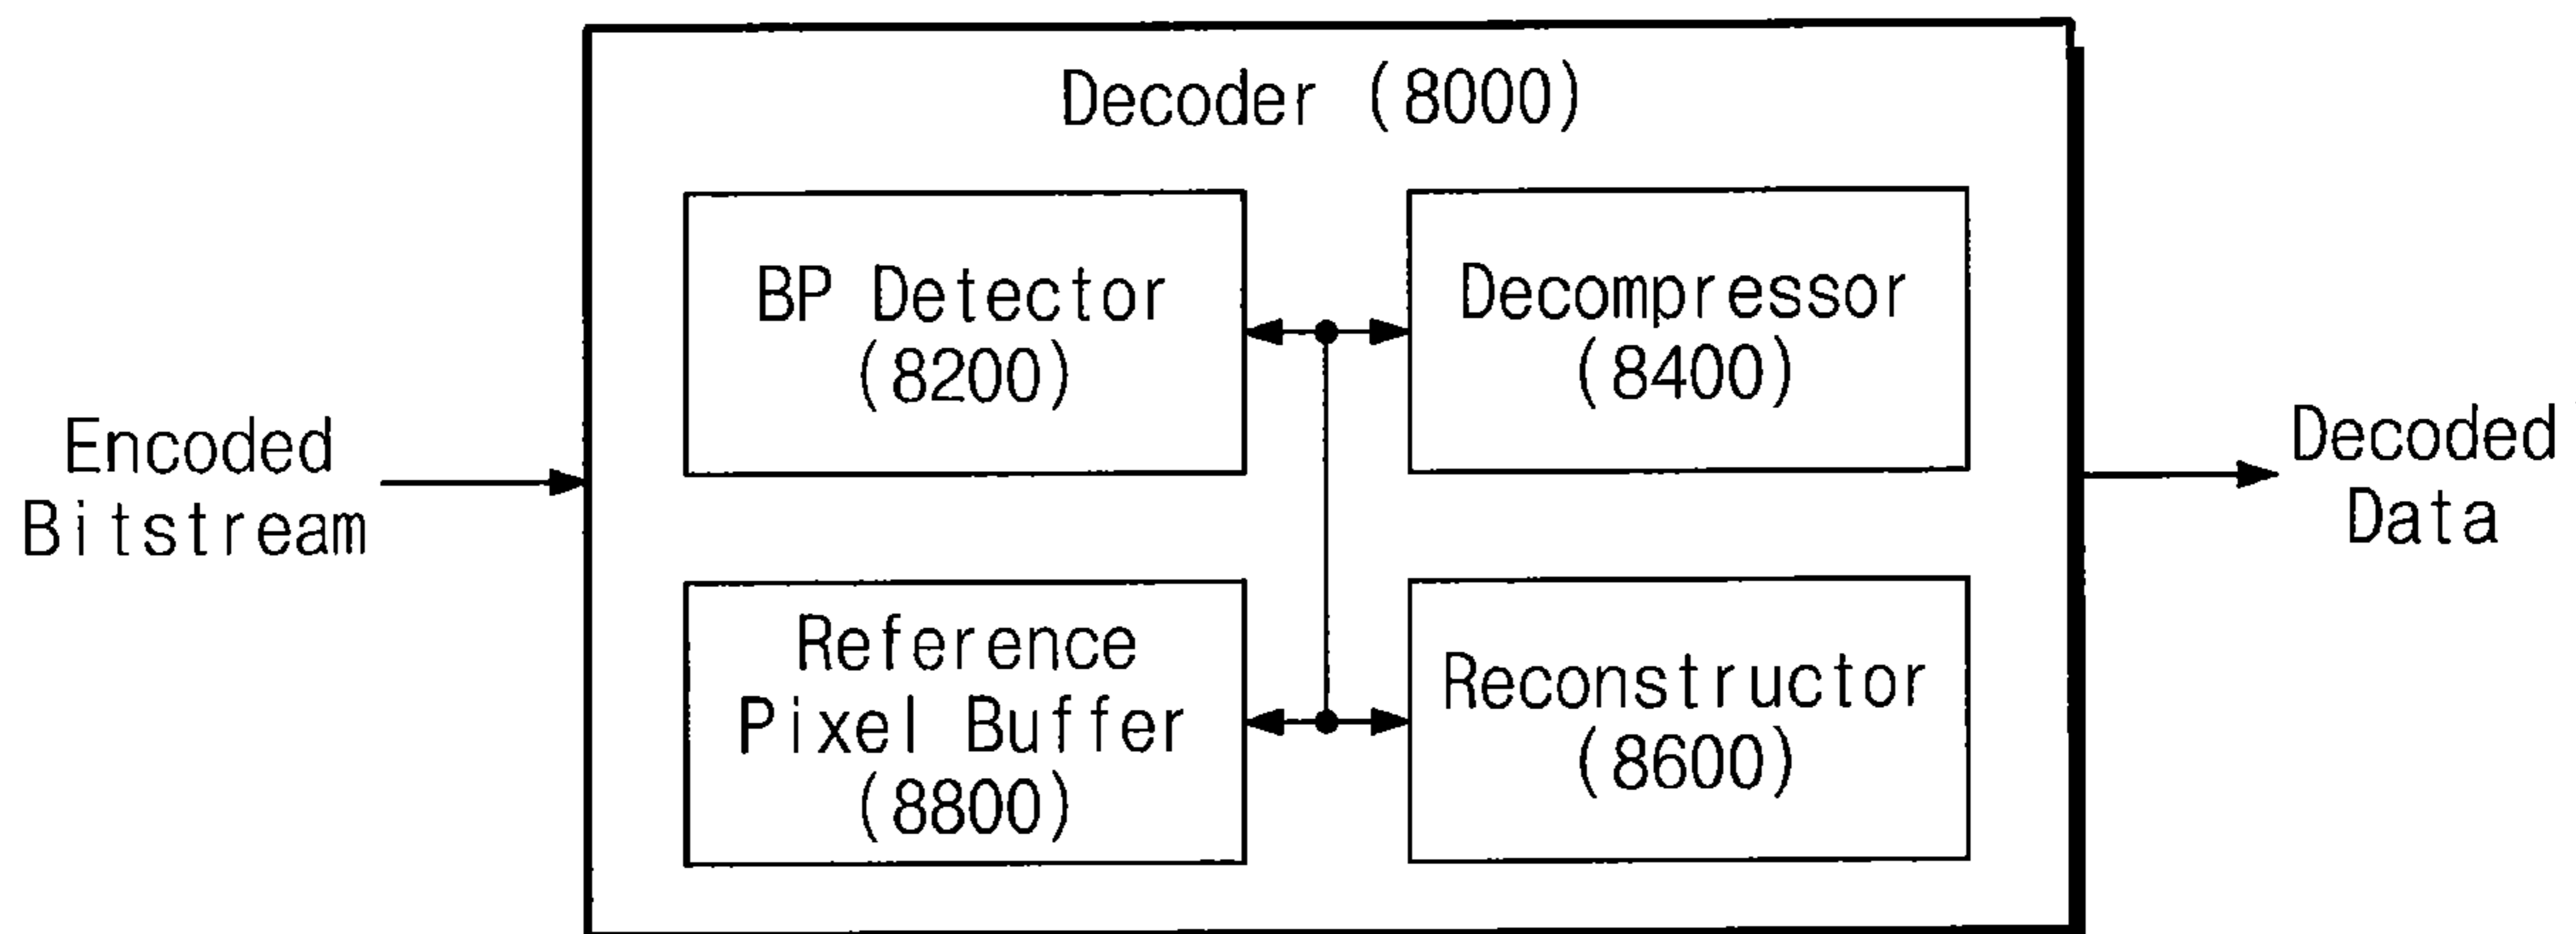 Decoder (8000)
BP Detector
(8200)
Decompressor
(8400)
Encoded
Bitstream
Decoded
Data
Reference
Pixel Buffer
(8800)
Reconstructor
(8600)